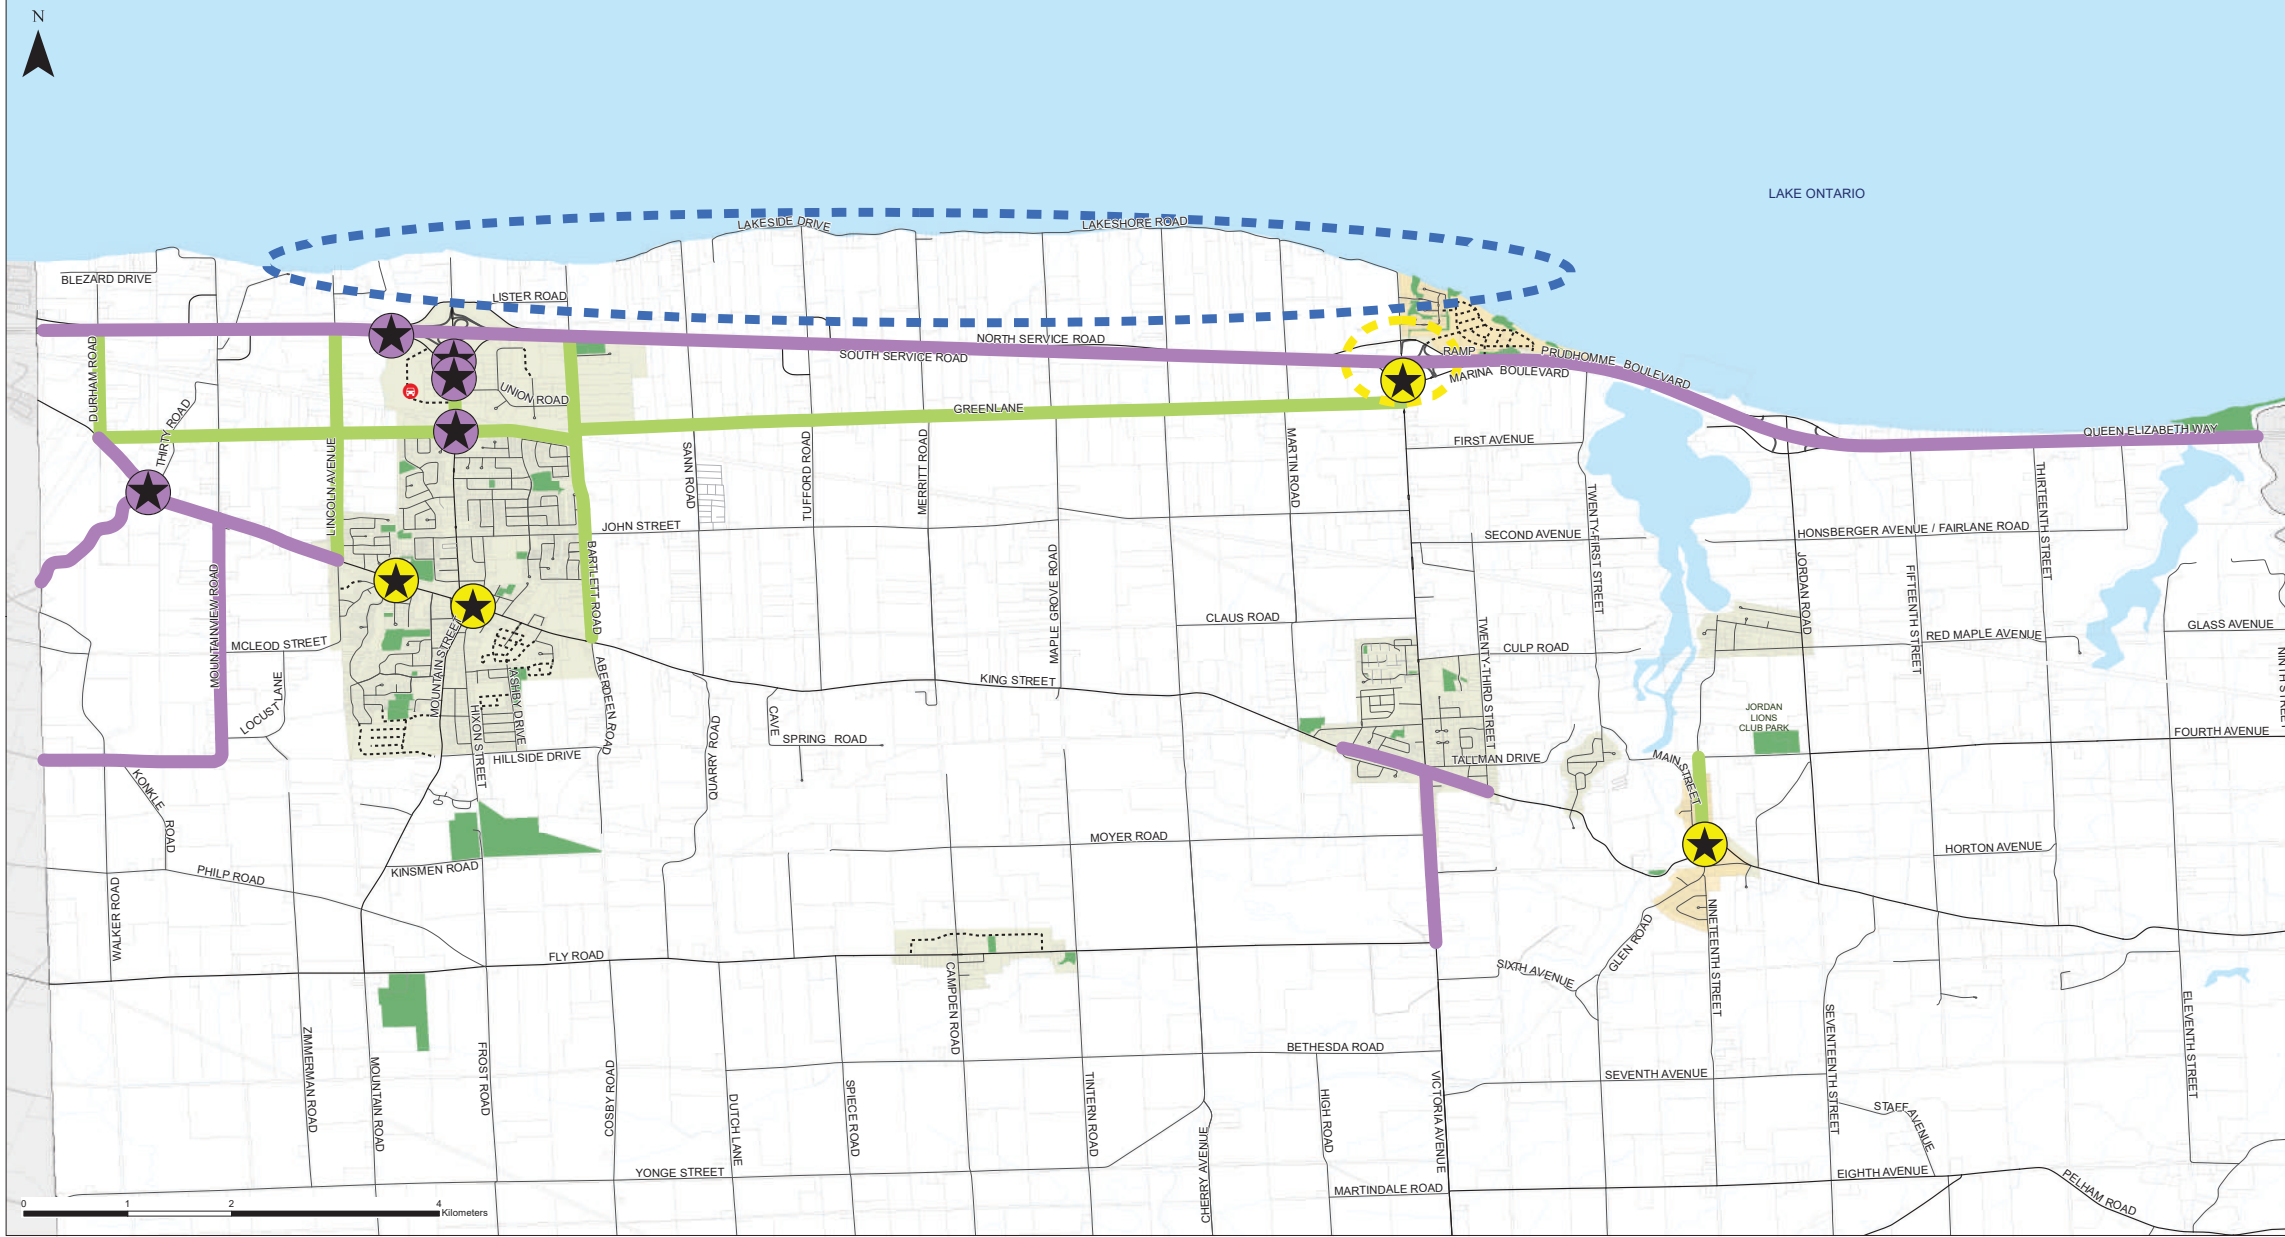 N
LAKE ONTARIO
LAKESIDE DRIVE
LAKESHORE ROAD
BLEZARD DRIVE
LISTER ROAD
NORTH SERVICE ROAD
SOUTH SERVICE ROAD
RAMP
PRUDHOMME BOULEVARD
MARINA BOULEVARD
DURHAM ROAD
THIRTY ROAD
UNION ROAD
GREENLANE
QUEEN ELIZABETH WAY
LINCOLN AVENUE
SANN ROAD
TUFFORD ROAD
MERRITT ROAD
MARTIN ROAD
FIRST AVENUE
JOHN STREET
SECOND AVENUE
TWENTY-FIRST STREET
HONSBERGER AVENUE / FAIRLANE ROAD
THIRTEENTH STREET
BARTLETT ROAD
MAPLE GROVE ROAD
JORDAN ROAD
FIFTEENTH STREET
MOUNTAINVIEW ROAD
MCLEOD STREET
MOUNTAIN STREET
CLAUS ROAD
TWENTY-THIRD STREET
CULP ROAD
RED MAPLE AVENUE
GLASS AVENUE
NINTH STREET
LOCUST LANE
HIXON STREET
ASHBY DRIVE
ABERDEEN ROAD
KING STREET
QUARRY ROAD
CAVE
SPRING ROAD
HILLSIDE DRIVE
TALLMAN DRIVE
MAIN STREET
JORDAN
LIONS
CLUB PARK
FOURTH AVENUE
KONKLE ROAD
MOYER ROAD
HORTON AVENUE
PHILP ROAD
KINSMEN ROAD
WALKER ROAD
FLY ROAD
CAMPDEN ROAD
GLEN ROAD
NINETEENTH STREET
SIXTH AVENUE
ZIMMERMAN ROAD
MOUNTAIN ROAD
FROST ROAD
COSBY ROAD
DUTCH LANE
SPIECE ROAD
TINTERN ROAD
CHERRY AVENUE
BETHESDA ROAD
HIGH ROAD
VICTORIA AVENUE
SEVENTH AVENUE
SEVENTEENTH STREET
STAFF AVENUE
ELEVENTH STREET
YONGE STREET
MARTINDALE ROAD
EIGHTH AVENUE
PELHAM ROAD
0 1 2 4
Kilometers